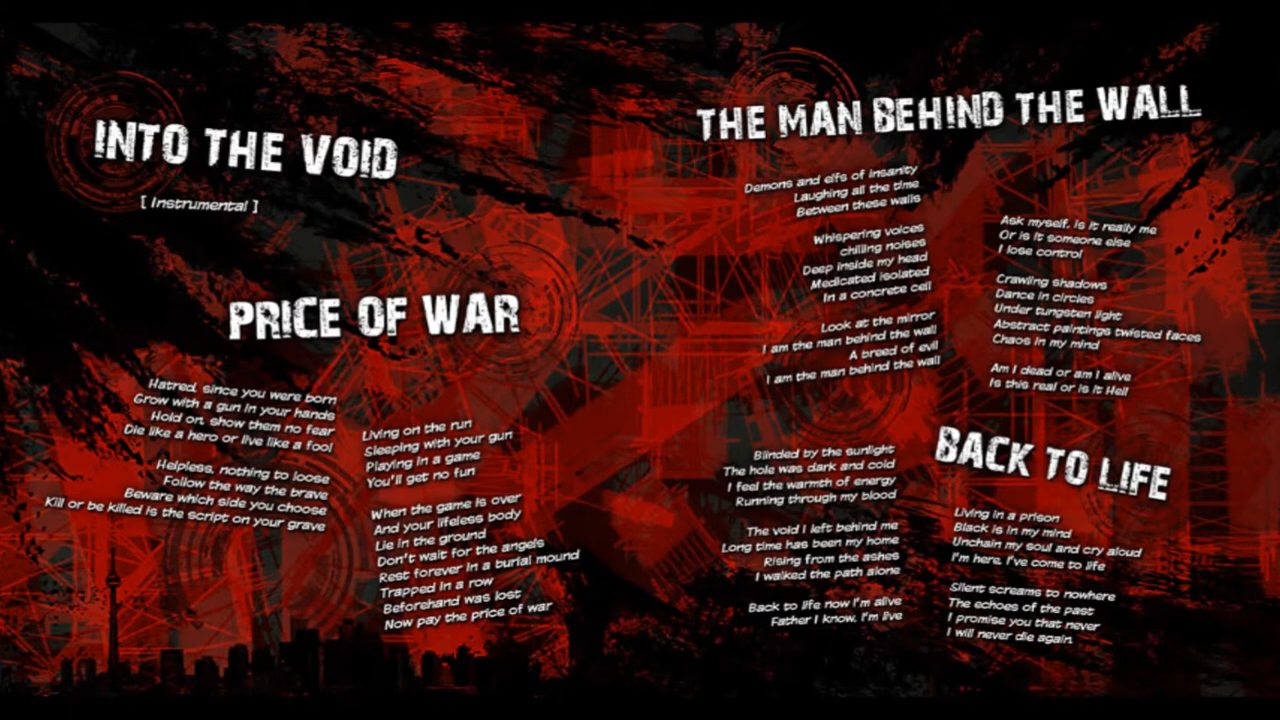 INTO THE VOID
[ Instrumental ]
PRICE OF WAR
Hatred, since you were born
Grow with a gun in your hands
Hold on, show them no fear
Die like a hero or live like a fool
Helpless, nothing to loose
Follow the way the brave
Beware which side you choose
Kill or be killed is the script on your grave
Living on the run
Sleeping with your gun
Playing in a game
You'll get no fun
When the game is over
And your lifeless body
Lie in the ground
Don't wait for the angels
Rest forever in a burial mound
Trapped in a row
Beforehand was lost
Now pay the price of war
THE MAN BEHIND THE WALL
Demons and elfs of insanity
Laughing all the time
Between these walls
Whispering voices
chilling noises
Deep inside my head
Medicated isolated
In a concrete cell
Look at the mirror
I am the man behind the wall
A breed of evil
I am the man behind the wall
Ask myself, is it really me
Or is it someone else
I lose control
Crawling shadows
Dance in circles
Under tungsten light
Abstract paintings twisted faces
Chaos in my mind
Am I dead or am I alive
Is this real or is it Hell
BACK TO LIFE
Blinded by the sunlight
The hole was dark and cold
I feel the warmth of energy
Running through my blood
The void I left behind me
Long time has been my home
Rising from the ashes
I walked the path alone
Back to life now I'm alive
Father I know, I'm live
Living in a prison
Black is in my mind
Unchain my soul and cry aloud
I'm here, I've come to life
Silent screams to nowhere
The echoes of the past
I promise you that never
I will never die again.